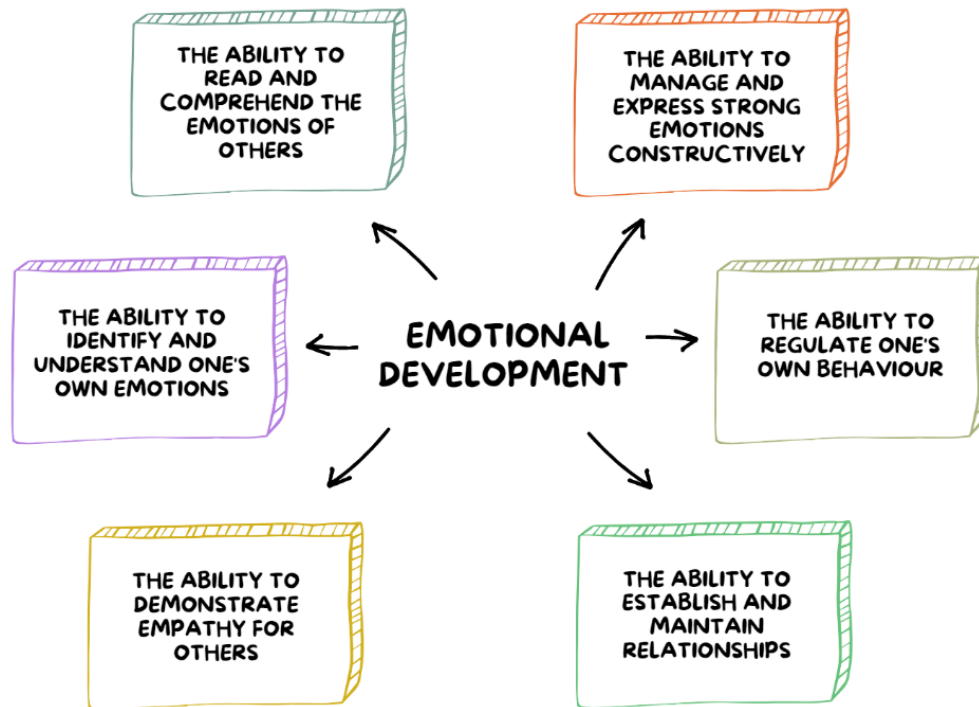 THE ABILITY TO
READ AND
COMPREHEND THE
EMOTIONS OF
OTHERS
THE ABILITY TO
MANAGE AND
EXPRESS STRONG
EMOTIONS
CONSTRUCTIVELY
THE ABILITY TO
IDENTIFY AND
UNDERSTAND ONE'S
OWN EMOTIONS
EMOTIONAL
DEVELOPMENT
THE ABILITY TO
REGULATE ONE'S
OWN BEHAVIOUR
THE ABILITY TO
DEMONSTRATE
EMPATHY FOR
OTHERS
THE ABILITY TO
ESTABLISH AND
MAINTAIN
RELATIONSHIPS